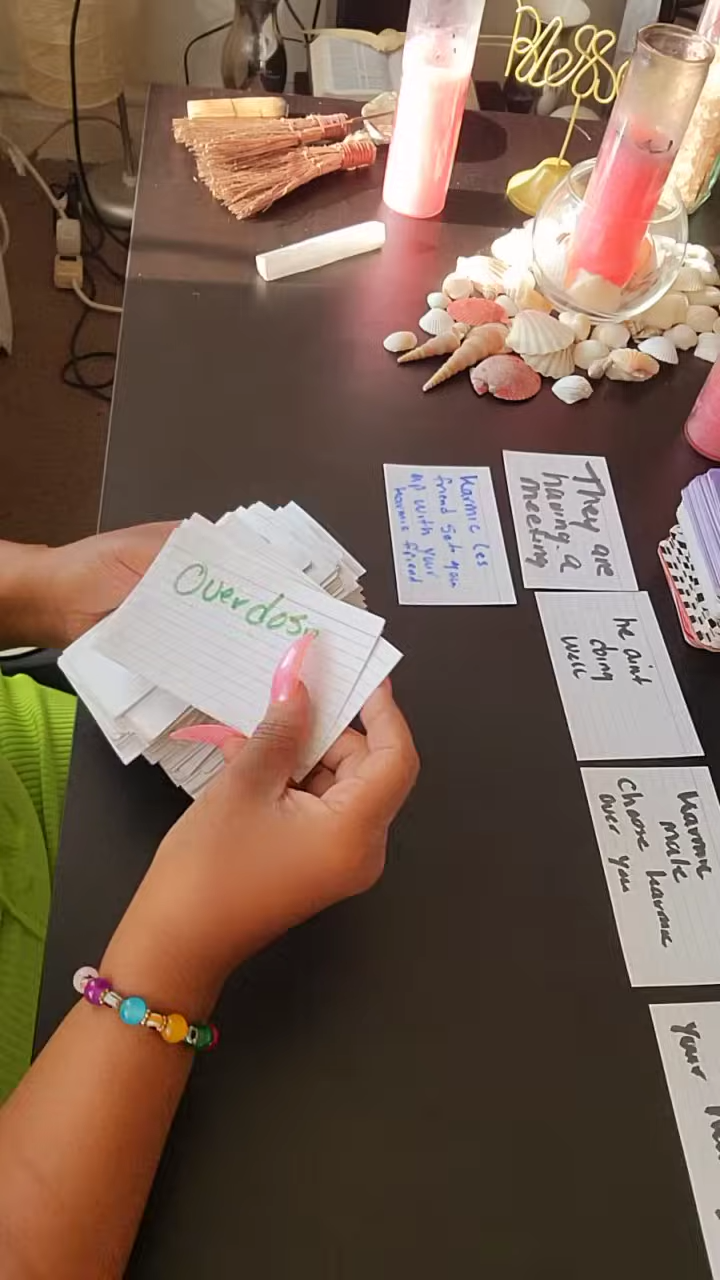 Bless
Overdose
Karmic les
friend set you
up with your
karmic friend
They are
having a
meeting
he aint
doing
well
Karmic
male
choose karmic
over you
your